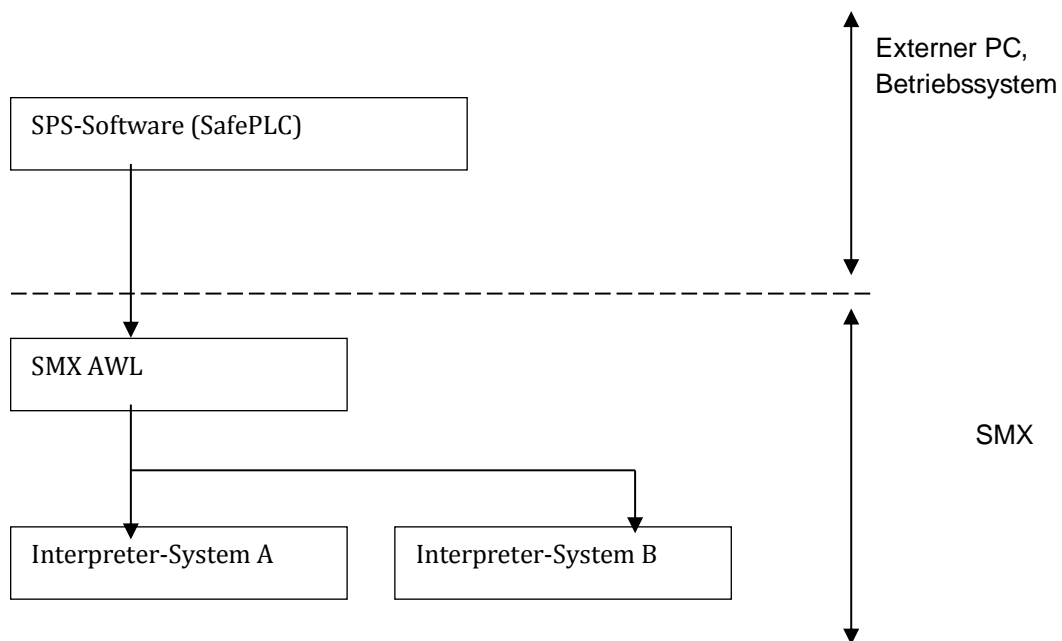 Externer PC,
Betriebssystem
SPS-Software (SafePLC)
SMX AWL
SMX
Interpreter-System A
Interpreter-System B